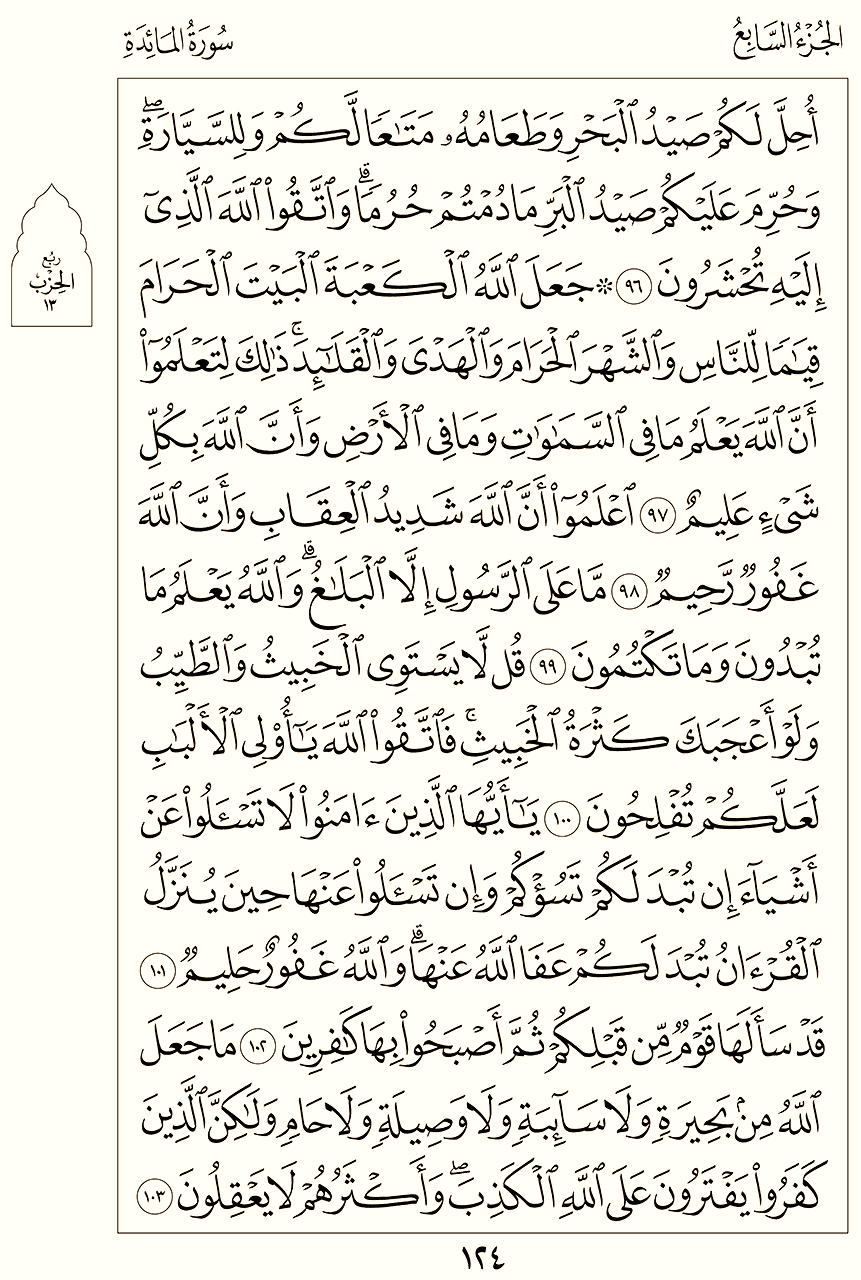 الجُزْءُ السَّابِعُ
سُورَةُ المَائِدَةِ
أُحِلَّ لَكُمْ صَيْدُ ٱلْبَحْرِ وَطَعَامُهُۥ مَتَـٰعًا لَّكُمْ وَلِلسَّيَّارَةِۖ
وَحُرِّمَ عَلَيْكُمْ صَيْدُ ٱلْبَرِّ مَا دُمْتُمْ حُرُمًاۗ وَٱتَّقُوا۟ ٱللَّهَ ٱلَّذِىٓ
إِلَيْهِ تُحْشَرُونَ ٩٦ ۞ جَعَلَ ٱللَّهُ ٱلْكَعْبَةَ ٱلْبَيْتَ ٱلْحَرَامَ
قِيَـٰمًا لِّلنَّاسِ وَٱلشَّهْرَ ٱلْحَرَامَ وَٱلْهَدْىَ وَٱلْقَلَـٰٓئِدَۚ ذَٰلِكَ لِتَعْلَمُوٓا۟
أَنَّ ٱللَّهَ يَعْلَمُ مَا فِى ٱلسَّمَـٰوَٰتِ وَمَا فِى ٱلْأَرْضِ وَأَنَّ ٱللَّهَ بِكُلِّ
شَىْءٍ عَلِيمٌ ٩٧ ٱعْلَمُوٓا۟ أَنَّ ٱللَّهَ شَدِيدُ ٱلْعِقَابِ وَأَنَّ ٱللَّهَ
غَفُورٌ رَّحِيمٌ ٩٨ مَّا عَلَى ٱلرَّسُولِ إِلَّا ٱلْبَلَـٰغُۗ وَٱللَّهُ يَعْلَمُ مَا
تُبْدُونَ وَمَا تَكْتُمُونَ ٩٩ قُل لَّا يَسْتَوِى ٱلْخَبِيثُ وَٱلطَّيِّبُ
وَلَوْ أَعْجَبَكَ كَثْرَةُ ٱلْخَبِيثِۚ فَٱتَّقُوا۟ ٱللَّهَ يَـٰٓأُو۟لِى ٱلْأَلْبَـٰبِ
لَعَلَّكُمْ تُفْلِحُونَ ١٠٠ يَـٰٓأَيُّهَا ٱلَّذِينَ ءَامَنُوا۟ لَا تَسْـَٔلُوا۟ عَنْ
أَشْيَآءَ إِن تُبْدَ لَكُمْ تَسُؤْكُمْ وَإِن تَسْـَٔلُوا۟ عَنْهَا حِينَ يُنَزَّلُ
ٱلْقُرْءَانُ تُبْدَ لَكُمْ عَفَا ٱللَّهُ عَنْهَاۗ وَٱللَّهُ غَفُورٌ حَلِيمٌ ١٠١
قَدْ سَأَلَهَا قَوْمٌ مِّن قَبْلِكُمْ ثُمَّ أَصْبَحُوا۟ بِهَا كَـٰفِرِينَ ١٠٢ مَا جَعَلَ
ٱللَّهُ مِنۢ بَحِيرَةٍ وَلَا سَآئِبَةٍ وَلَا وَصِيلَةٍ وَلَا حَامٍ وَلَـٰكِنَّ ٱلَّذِينَ
كَفَرُوا۟ يَفْتَرُونَ عَلَى ٱللَّهِ ٱلْكَذِبَۖ وَأَكْثَرُهُمْ لَا يَعْقِلُونَ ١٠٣
رُبُع
الحِزْب
١٣
١٢٤